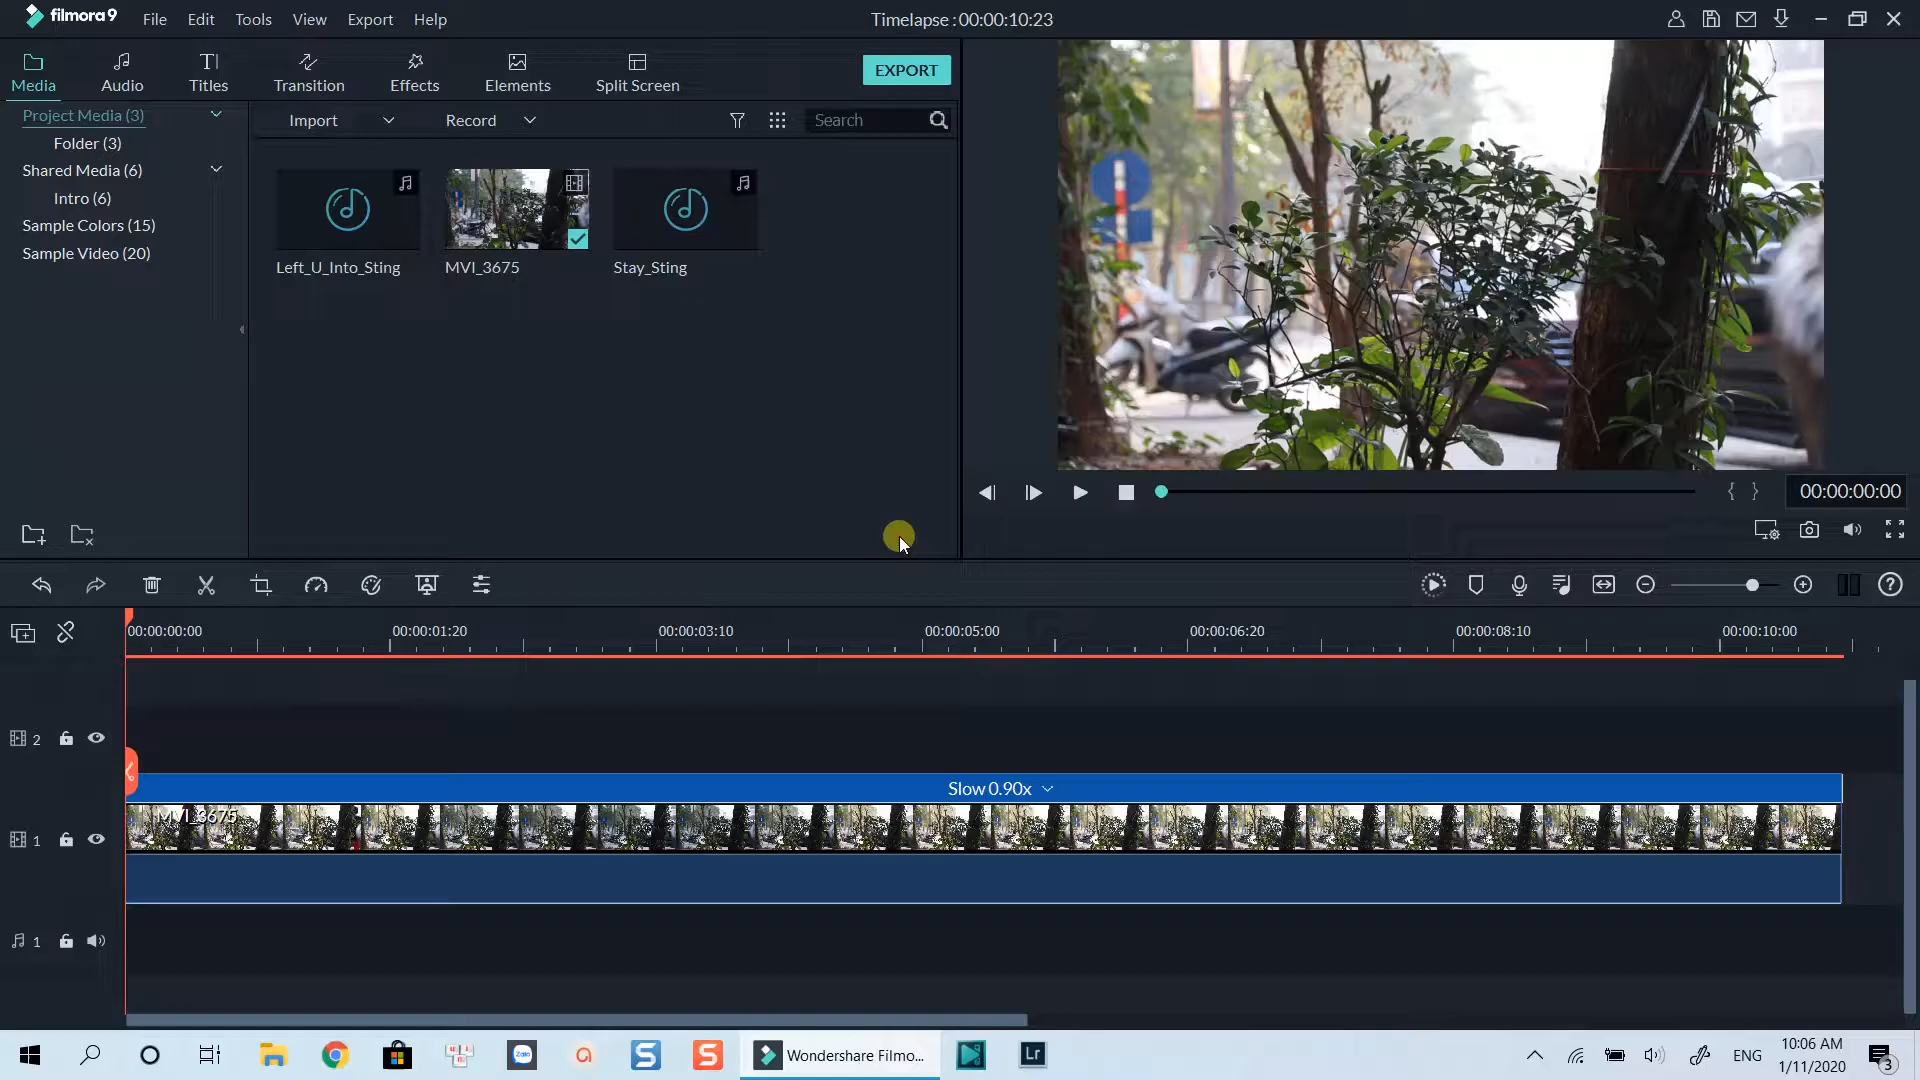 filmora9
File Edit Tools View Export Help
Timelapse : 00:00:10:23
Media Audio Titles Transition Effects Elements Split Screen
EXPORT
Project Media (3)
Folder (3)
Shared Media (6)
Intro (6)
Sample Colors (15)
Sample Video (20)
Import Record Search
Left_U_Into_Sting MVI_3675 Stay_Sting
00:00:00:00
00:00:00:00 00:00:01:20 00:00:03:10 00:00:05:00 00:00:06:20 00:00:08:10 00:00:10:00
2
Slow 0.90x
MVI_3675
1
1
Zalo
S
S
Wondershare Filmo...
Lr
ENG
10:06 AM
1/11/2020
3